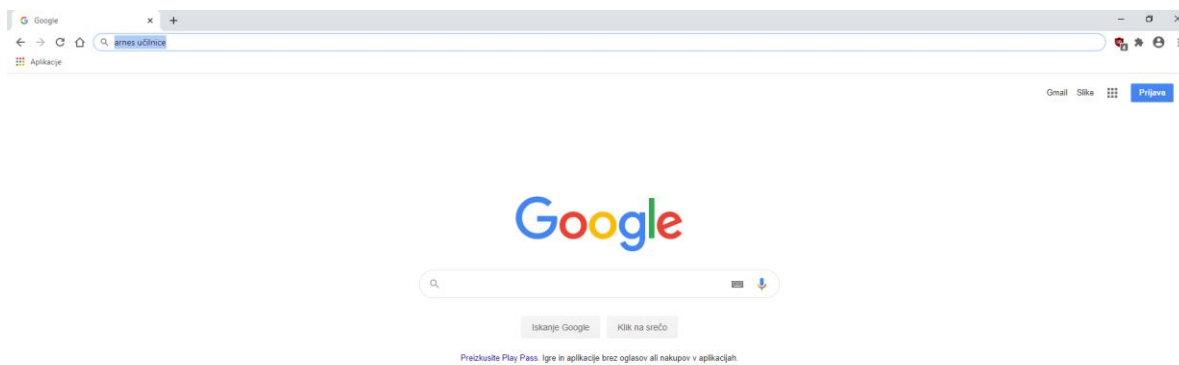 Google
arnes učilnice
Aplikacije
Gmail Slike Prijava
Google
Iskanje Google Klik na srečo
Preizkusite Play Pass. Igre in aplikacije brez oglasov ali nakupov v aplikacijah.